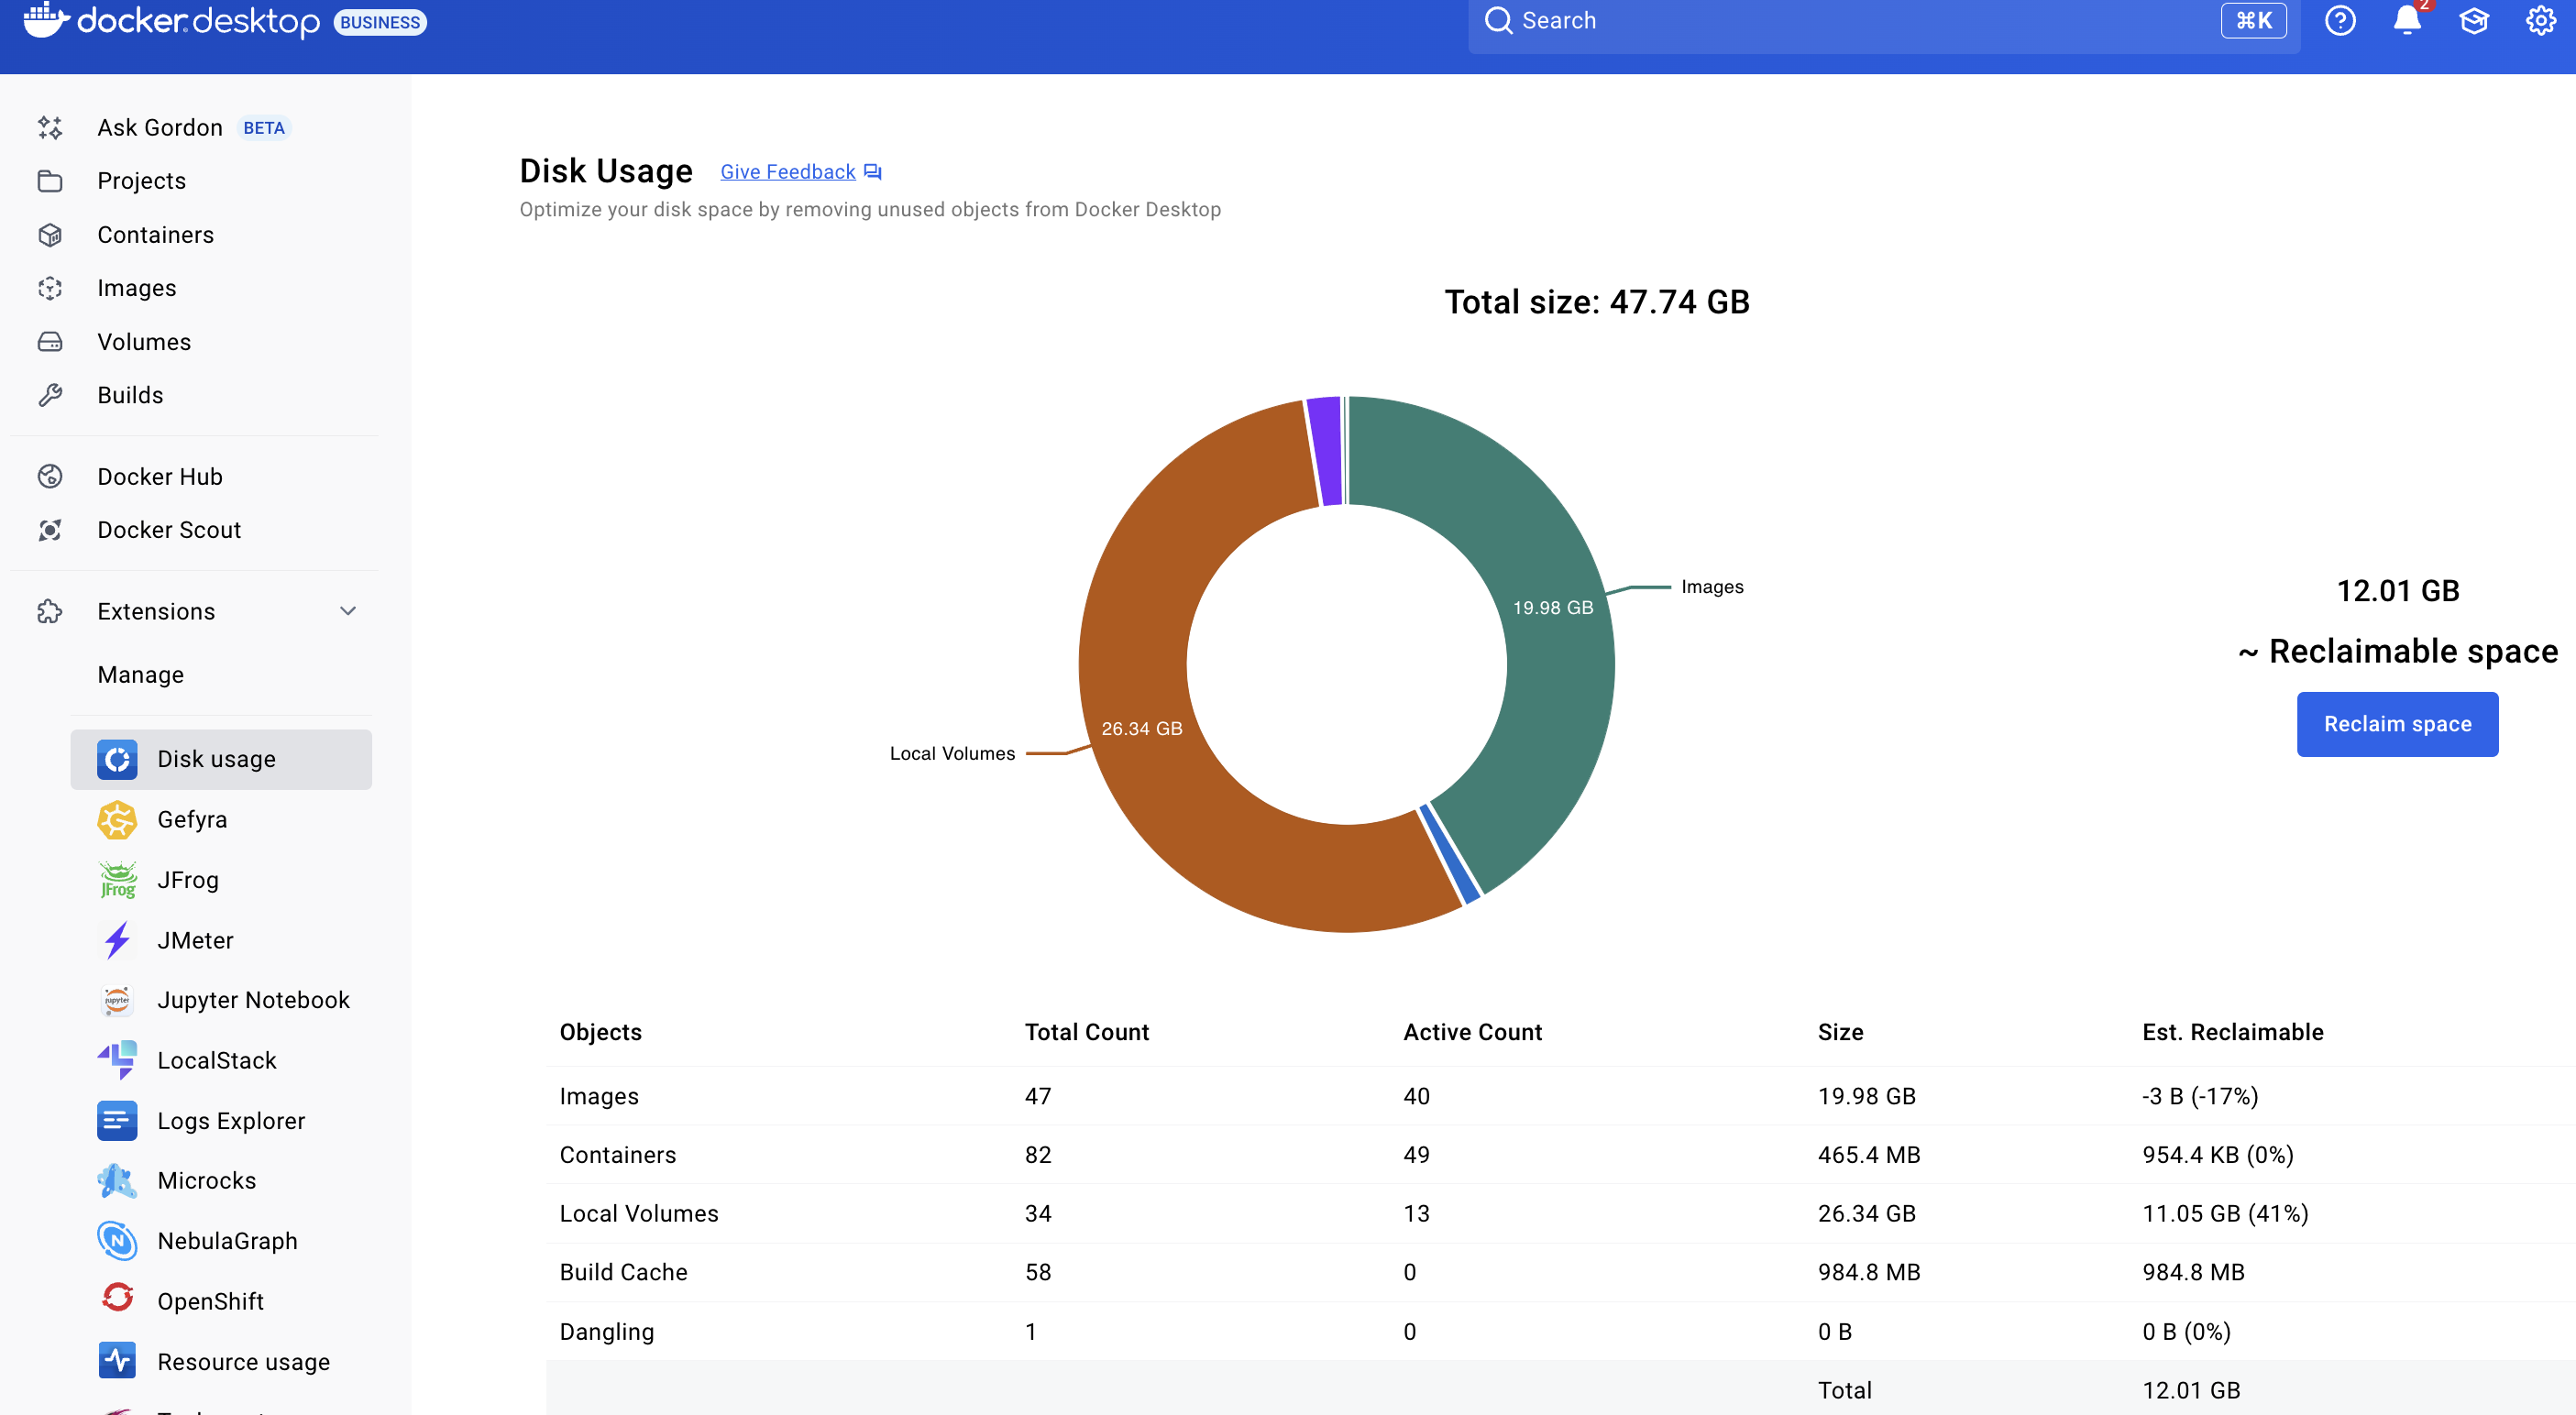 docker.desktop BUSINESS
Search ⌘K
2
Ask Gordon BETA
Projects
Containers
Images
Volumes
Builds
Docker Hub
Docker Scout
Extensions
Manage
Disk usage
Gefyra
JFrog JFrog
JMeter
jupyter Jupyter Notebook
LocalStack
Logs Explorer
Microcks
N NebulaGraph
OpenShift
Resource usage
Disk Usage Give Feedback
Optimize your disk space by removing unused objects from Docker Desktop
Total size: 47.74 GB
Images
19.98 GB
26.34 GB
Local Volumes
12.01 GB
~ Reclaimable space
Reclaim space
Objects Total Count Active Count Size Est. Reclaimable
Images 47 40 19.98 GB -3 B (-17%)
Containers 82 49 465.4 MB 954.4 KB (0%)
Local Volumes 34 13 26.34 GB 11.05 GB (41%)
Build Cache 58 0 984.8 MB 984.8 MB
Dangling 1 0 0 B 0 B (0%)
Total 12.01 GB